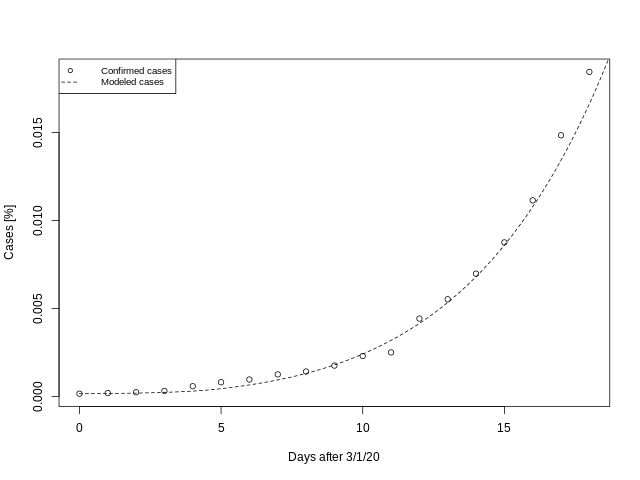 Confirmed cases
Modeled cases
Cases [%]
0.015
0.010
0.005
0.000
0 5 10 15
Days after 3/1/20